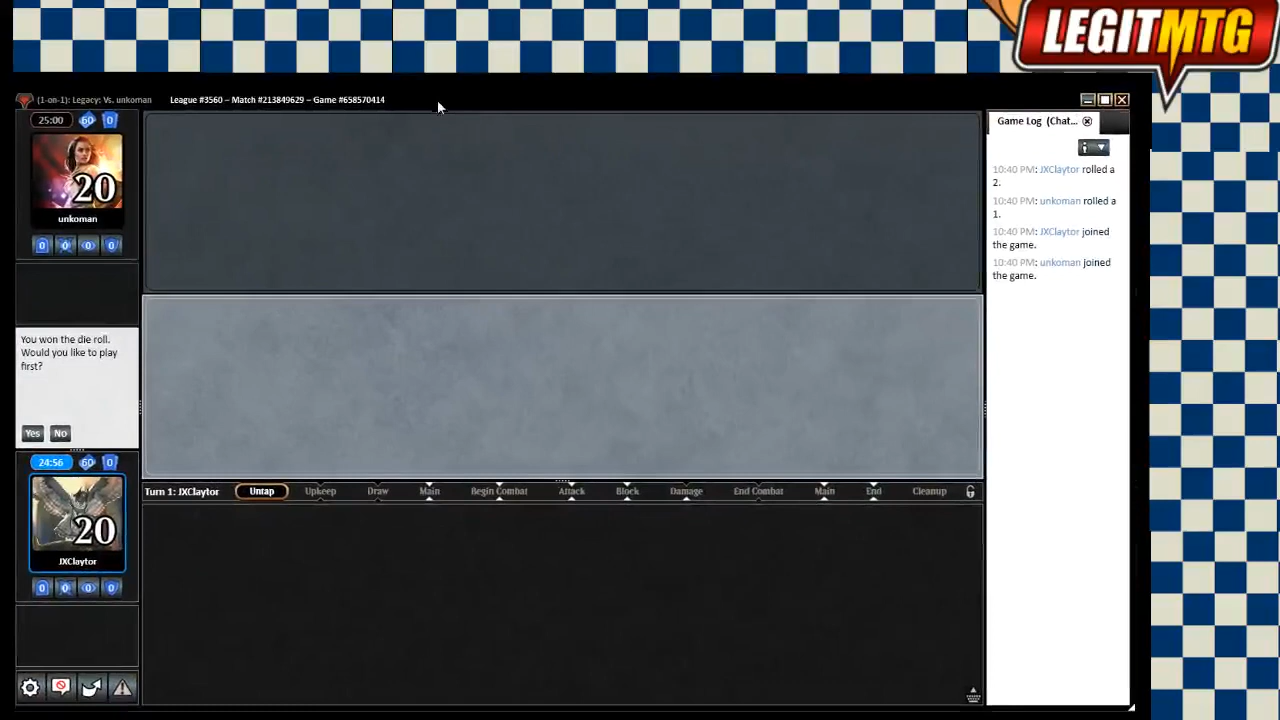 LEGITMTG
(1-on-1): Legacy: Vs. unkoman
League #3560 – Match #213849629 – Game #658570414
25:00 60 0
20
unkoman
0 0 0 0
You won the die roll.
Would you like to play
first?
Yes No
24:56 60 0
20
JXClaytor
0 0 0 0
Turn 1: JXClaytor Untap Upkeep Draw Main Begin Combat Attack Block Damage End Combat Main End Cleanup
Game Log (Chat...
10:40 PM: JXClaytor rolled a
2.
10:40 PM: unkoman rolled a
1.
10:40 PM: JXClaytor joined
the game.
10:40 PM: unkoman joined
the game.